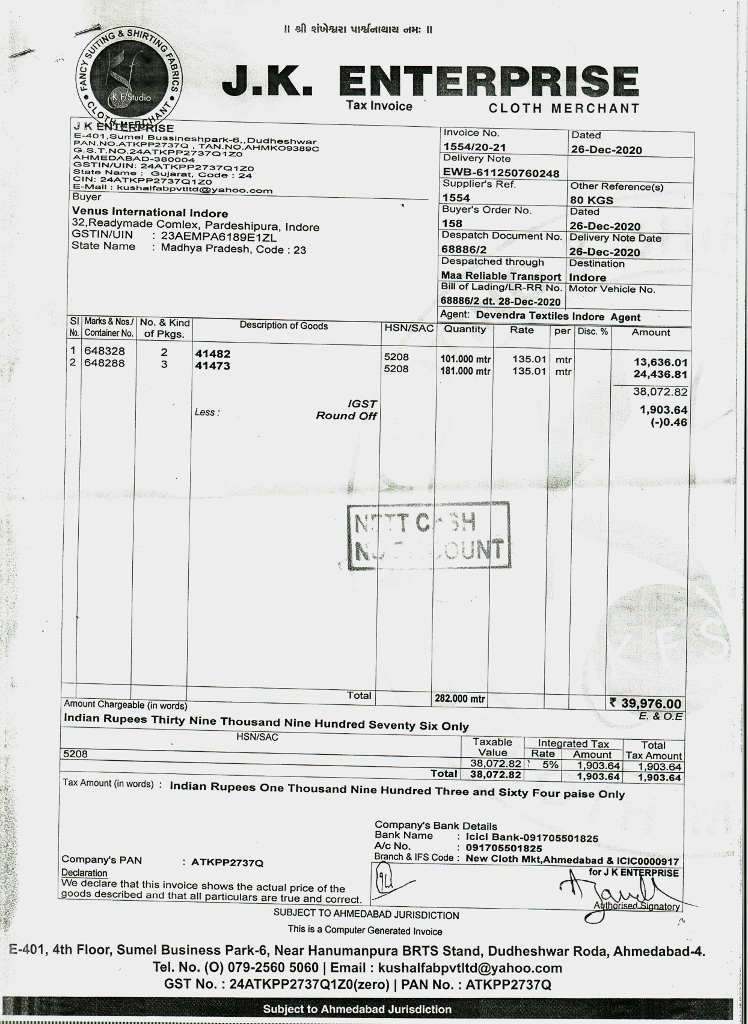 ॥ શ્રી શંખેશ્વરા પાર્શ્વનાથાય નમઃ ॥
FANCY SUITING & SHIRTING FABRICS
K F Studio
CLOTH MERCHANT
J.K. ENTERPRISE
Tax Invoice
CLOTH MERCHANT
J K ENTERPRISE
E-401,Sumel Bussineshpark-6,,Dudheshwar
PAN.NO.ATKPP2737Q , TAN.NO.AHMKO9389C
G.S.T.NO.24ATKPP2737Q1Z0
AHMEDABAD-380004
GSTIN/UIN: 24ATKPP2737Q1Z0
State Name : Gujarat, Code : 24
CIN: 24ATKPP2737Q1Z0
E-Mail : kushalfabpvtltd@yahoo.com
Buyer
Venus International Indore
32,Readymade Comlex, Pardeshipura, Indore
GSTIN/UIN : 23AEMPA6189E1ZL
State Name : Madhya Pradesh, Code : 23
Invoice No. Dated
1554/20-21 26-Dec-2020
Delivery Note
EWB-611250760248
Supplier's Ref. Other Reference(s)
1554 80 KGS
Buyer's Order No. Dated
158 26-Dec-2020
Despatch Document No. Delivery Note Date
68886/2 26-Dec-2020
Despatched through Destination
Maa Reliable Transport Indore
Bill of Lading/LR-RR No. Motor Vehicle No.
68886/2 dt. 28-Dec-2020
Agent: Devendra Textiles Indore Agent
Sl Marks & Nos./ No. & Kind Description of Goods HSN/SAC Quantity Rate per Disc. % Amount
No. Container No. of Pkgs.
1 648328 2 41482 5208 101.000 mtr 135.01 mtr 13,636.01
2 648288 3 41473 5208 181.000 mtr 135.01 mtr 24,436.81
38,072.82
IGST 1,903.64
Less : Round Off (-)0.46
NETT CASH
Total 282.000 mtr ₹ 39,976.00
Amount Chargeable (in words) E. & O.E
Indian Rupees Thirty Nine Thousand Nine Hundred Seventy Six Only
HSN/SAC Taxable Integrated Tax Total
Value Rate Amount Tax Amount
5208 38,072.82 5% 1,903.64 1,903.64
Total 38,072.82 1,903.64 1,903.64
Tax Amount (in words) : Indian Rupees One Thousand Nine Hundred Three and Sixty Four paise Only
Company's Bank Details
Bank Name : Icici Bank-091705501825
A/c No. : 091705501825
Branch & IFS Code : New Cloth Mkt,Ahmedabad & ICIC0000917
Company's PAN : ATKPP2737Q
Declaration
We declare that this invoice shows the actual price of the
goods described and that all particulars are true and correct.
for J K ENTERPRISE
Authorised Signatory
SUBJECT TO AHMEDABAD JURISDICTION
This is a Computer Generated Invoice
KFS
E-401, 4th Floor, Sumel Business Park-6, Near Hanumanpura BRTS Stand, Dudheshwar Roda, Ahmedabad-4.
Tel. No. (O) 079-2560 5060 | Email : kushalfabpvtltd@yahoo.com
GST No. : 24ATKPP2737Q1Z0(zero) | PAN No. : ATKPP2737Q
Subject to Ahmedabad Jurisdiction